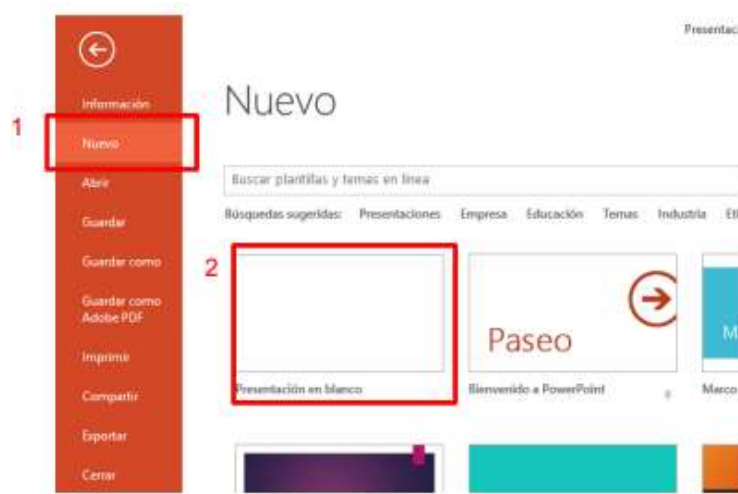 Presentaci
Información
Nuevo
1
Nuevo
Abrir
Buscar plantillas y temas en línea
Guardar
Búsquedas sugeridas: Presentaciones Empresa Educación Temas Industria Eti
Guardar como
2
Guardar como
Adobe PDF
Paseo
M
Imprimir
Presentación en blanco
Bienvenido a PowerPoint
Marco
Compartir
Exportar
Cerrar